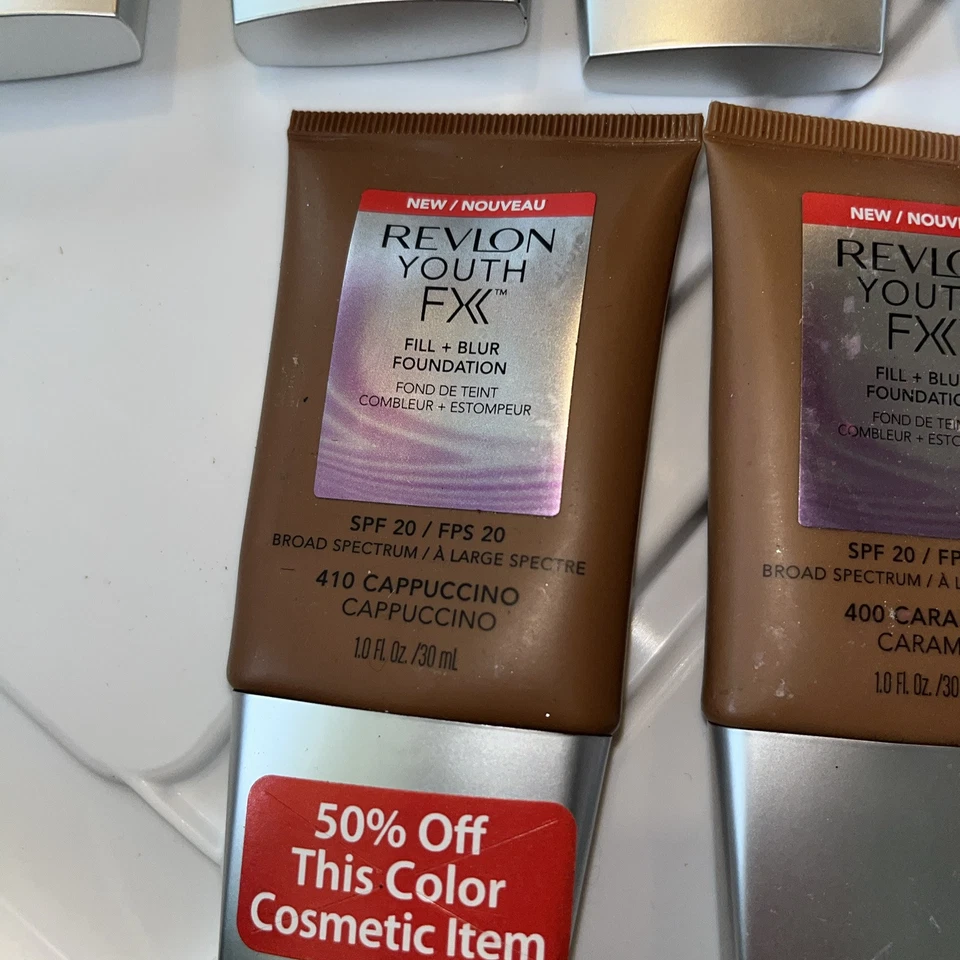 NEW / NOUVEAU
REVLON
YOUTH
FX™
FILL + BLUR
FOUNDATION
FOND DE TEINT
COMBLEUR + ESTOMPEUR
SPF 20 / FPS 20
BROAD SPECTRUM / À LARGE SPECTRE
410 CAPPUCCINO
CAPPUCCINO
1.0 Fl. Oz. / 30 mL
50% Off
This Color
Cosmetic Item
NEW / NOUV
REVLO
YOUT
FX
FILL + BLU
FOUNDATIO
FOND DE TEIN
COMBLEUR + ESTO
SPF 20 / FP
BROAD SPECTRUM / À L
400 CARA
CARAM
1.0 Fl. Oz. / 30